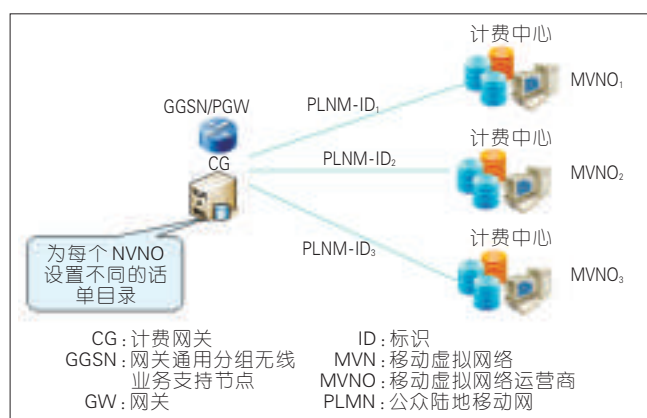 计费中心
MVNO₁
GGSN/PGW
PLNM-ID₁
CG
PLNM-ID₂
计费中心
MVNO₂
PLNM-ID₃
计费中心
MVNO₃
为每个 NVNO
设置不同的话
单目录
CG：计费网关
GGSN：网关通用分组无线
业务支持节点
GW：网关
ID：标识
MVN：移动虚拟网络
MVNO：移动虚拟网络运营商
PLMN：公众陆地移动网